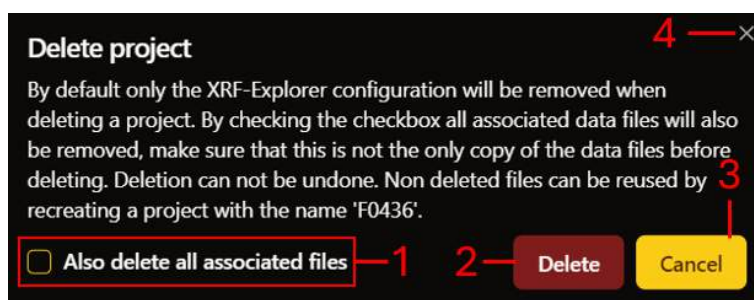 4
×
Delete project
By default only the XRF-Explorer configuration will be removed when
deleting a project. By checking the checkbox all associated data files will also
be removed, make sure that this is not the only copy of the data files before
deleting. Deletion can not be undone. Non deleted files can be reused by
recreating a project with the name 'F0436'.
3
Also delete all associated files
1
2
Delete
Cancel